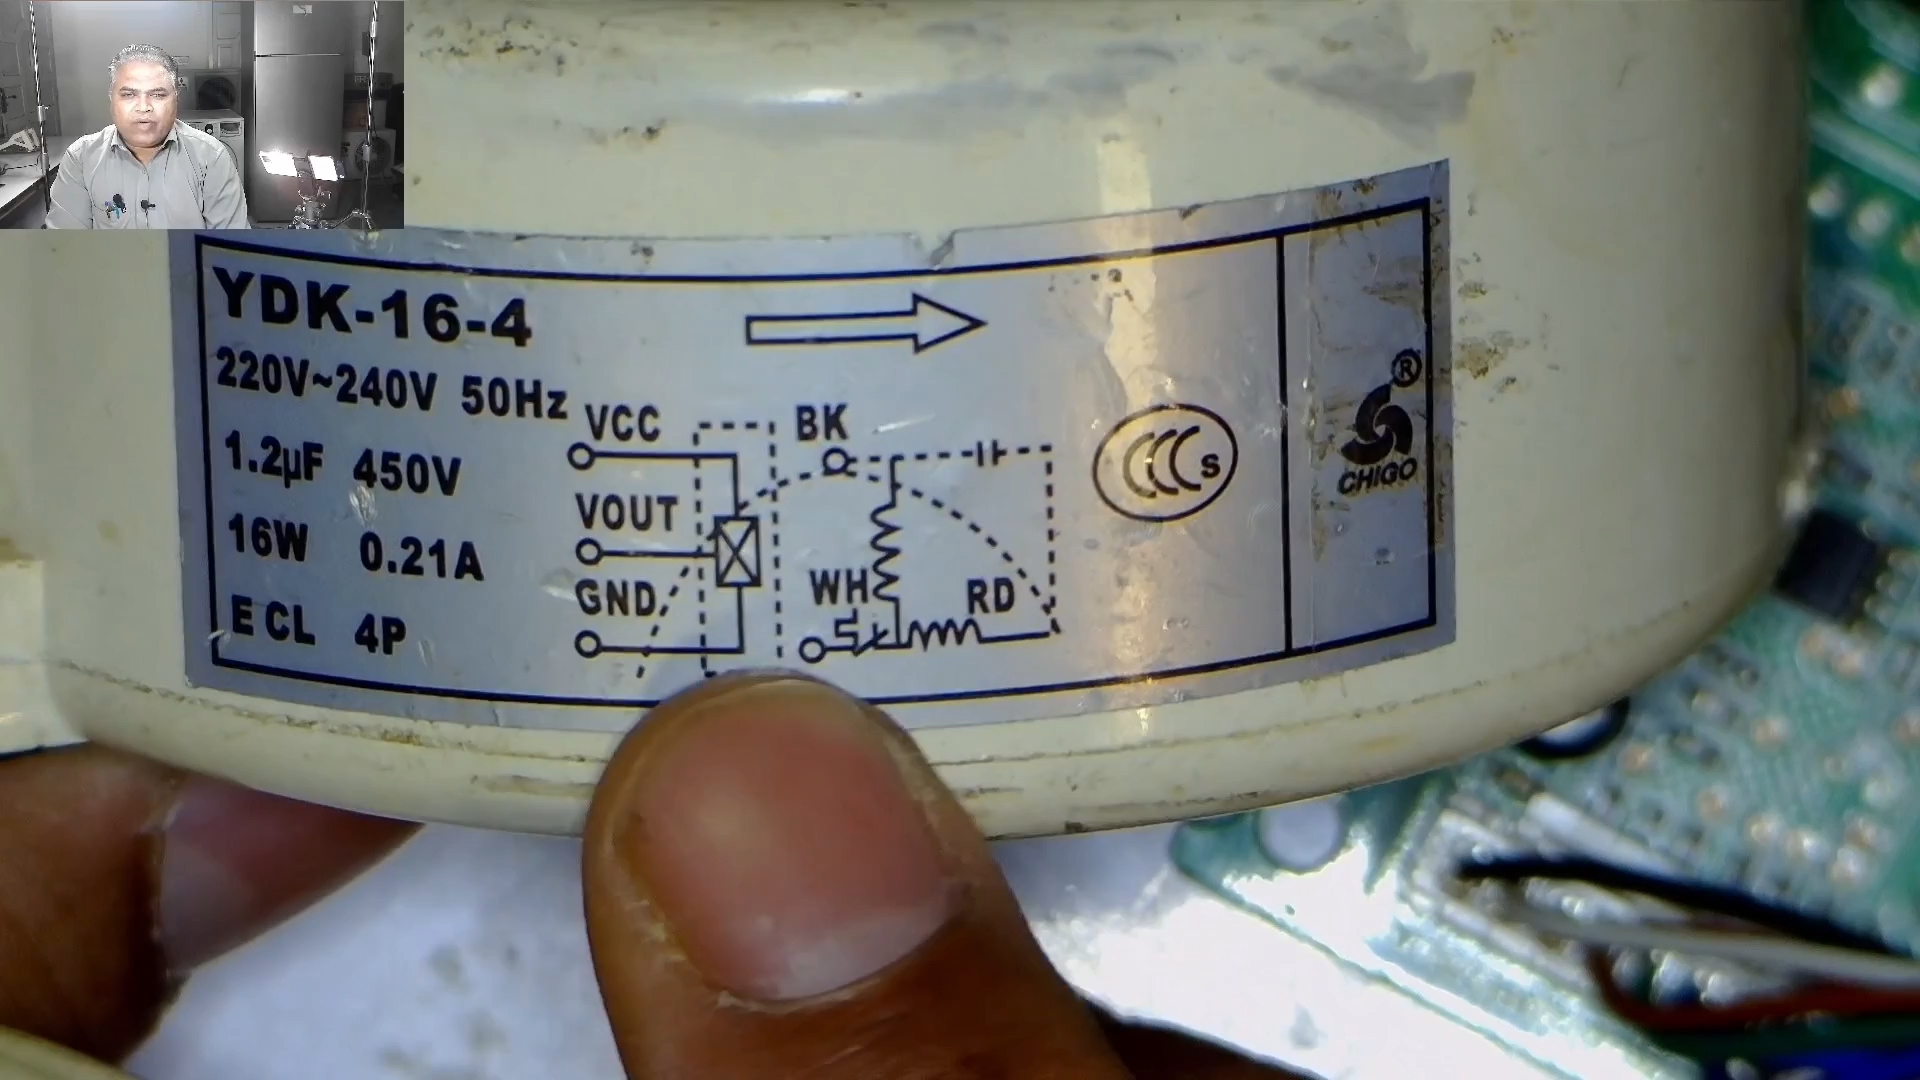 YDK-16-4
220V~240V 50Hz
1.2µF 450V
16W 0.21A
E CL 4P
VCC
VOUT
GND
BK
WH
RD
S
®
CHIGO